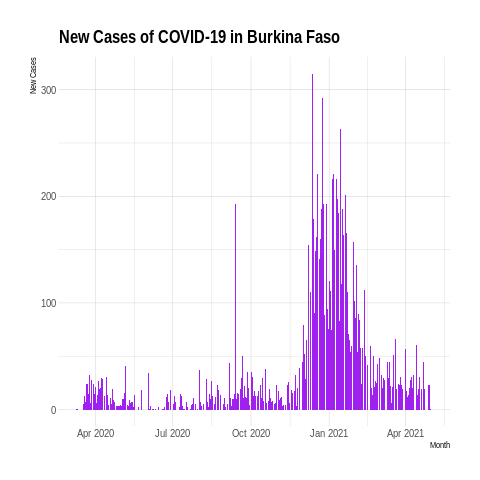 New Cases of COVID-19 in Burkina Faso
New Cases
300
200
100
0
Apr 2020 Jul 2020 Oct 2020 Jan 2021 Apr 2021
Month